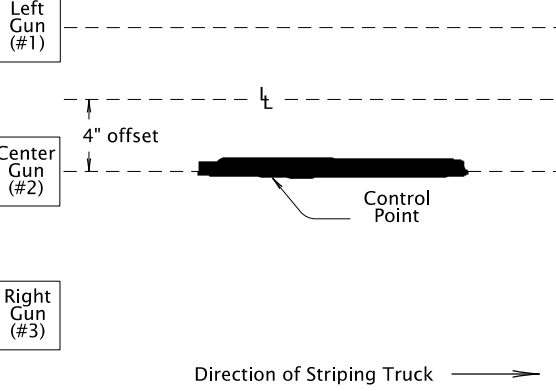 Left
Gun
(#1)
℄
4" offset
Center
Gun
(#2)
Control
Point
Right
Gun
(#3)
Direction of Striping Truck